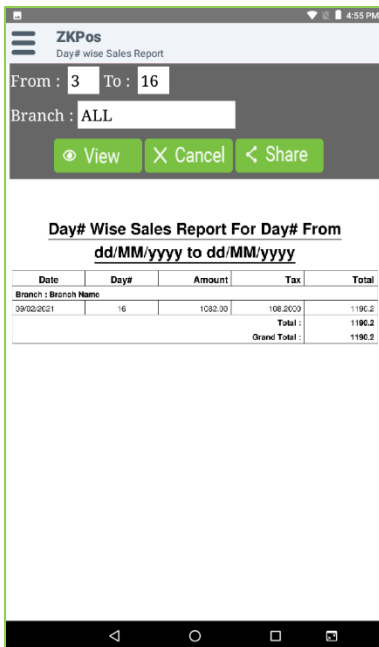 4:55 PM
ZKPos
Day# wise Sales Report
From : 3 To : 16
Branch : ALL
View Cancel Share
Day# Wise Sales Report For Day# From
dd/MM/yyyy to dd/MM/yyyy
Date Day# Amount Tax Total
Branch : Branch Name
09/02/2021 16 1082.00 108.2000 1190.2
Total : 1190.2
Grand Total : 1190.2